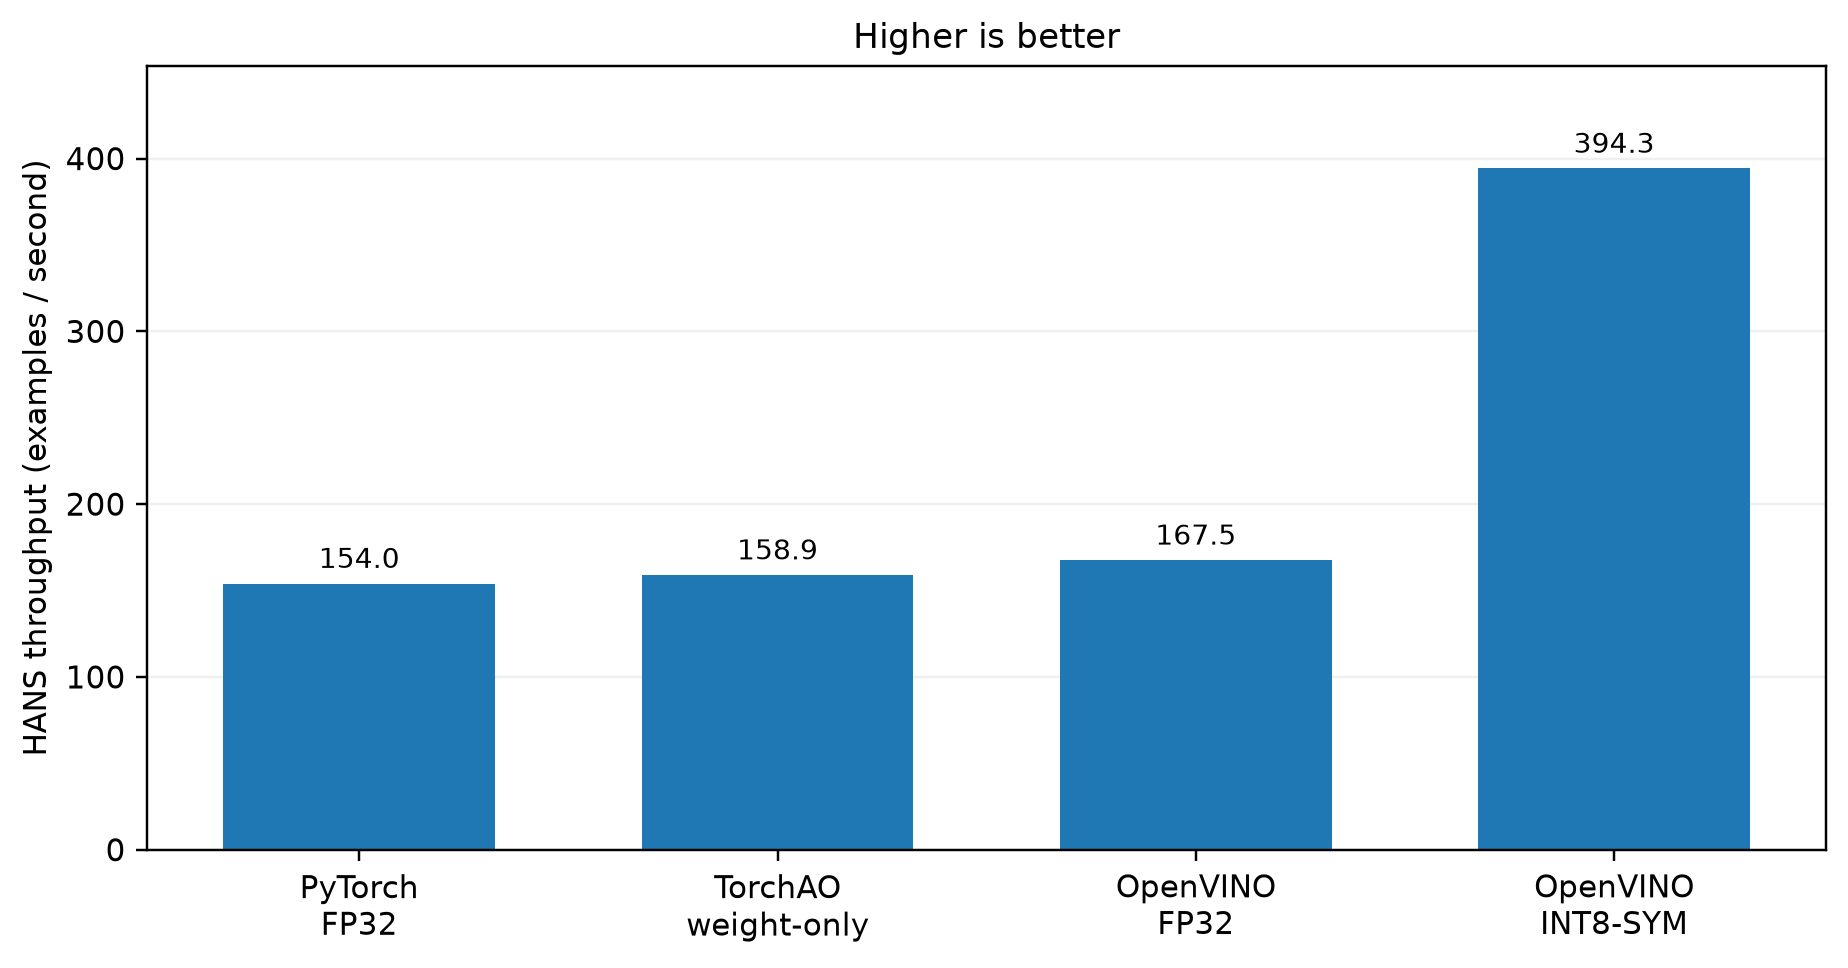 Higher is better
HANS throughput (examples / second)
400
300
200
100
0
154.0
158.9
167.5
394.3
PyTorch
FP32
TorchAO
weight-only
OpenVINO
FP32
OpenVINO
INT8-SYM